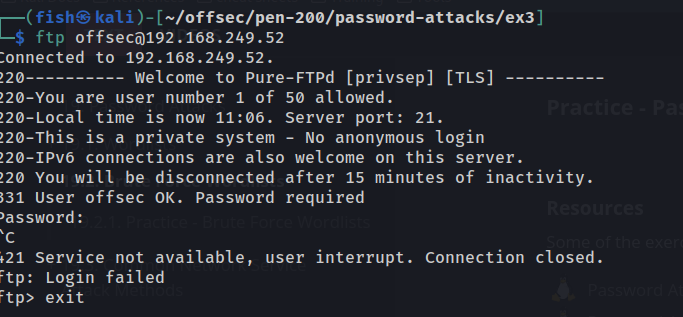 (fish㉿kali)-[~/offsec/pen-200/password-attacks/ex3]
$ ftp offsec@192.168.249.52
Connected to 192.168.249.52.
220---------- Welcome to Pure-FTPd [privsep] [TLS] ----------
220-You are user number 1 of 50 allowed.
220-Local time is now 11:06. Server port: 21.
220-This is a private system - No anonymous login
220-IPv6 connections are also welcome on this server.
220 You will be disconnected after 15 minutes of inactivity.
331 User offsec OK. Password required
Password:
^C
421 Service not available, user interrupt. Connection closed.
ftp: Login failed
ftp> exit
Practice - Pas
Brute Force Wordlists
2.1. Practice - Brute Force Wordlists
Resources
Some of the exer
Password At